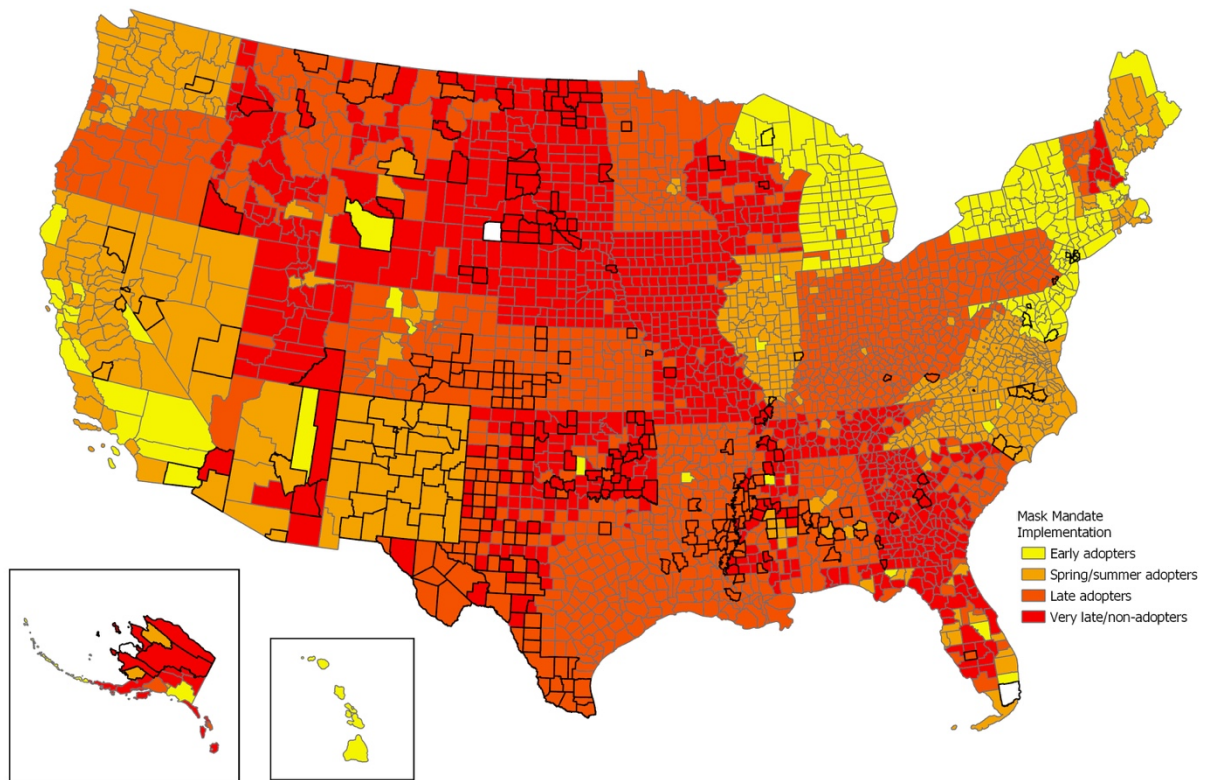 Mask Mandate
Implementation
Early adopters
Spring/summer adopters
Late adopters
Very late/non-adopters